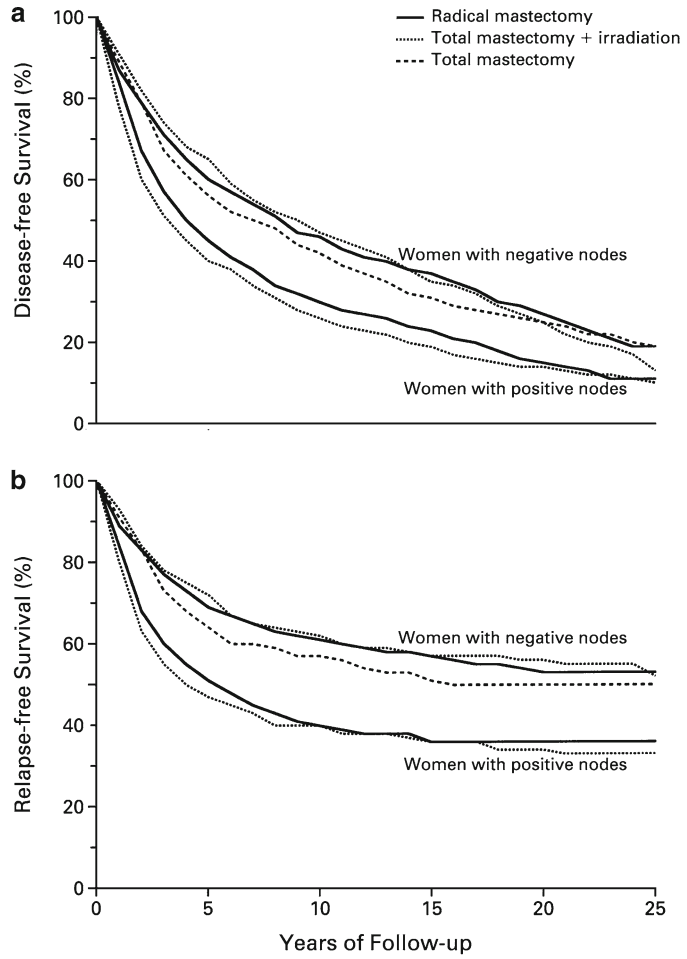 a
Radical mastectomy
Total mastectomy + irradiation
Total mastectomy
Disease-free Survival (%)
100
80
60
40
20
0
Women with negative nodes
Women with positive nodes
b
Relapse-free Survival (%)
100
80
60
40
20
0
Women with negative nodes
Women with positive nodes
0 5 10 15 20 25
Years of Follow-up